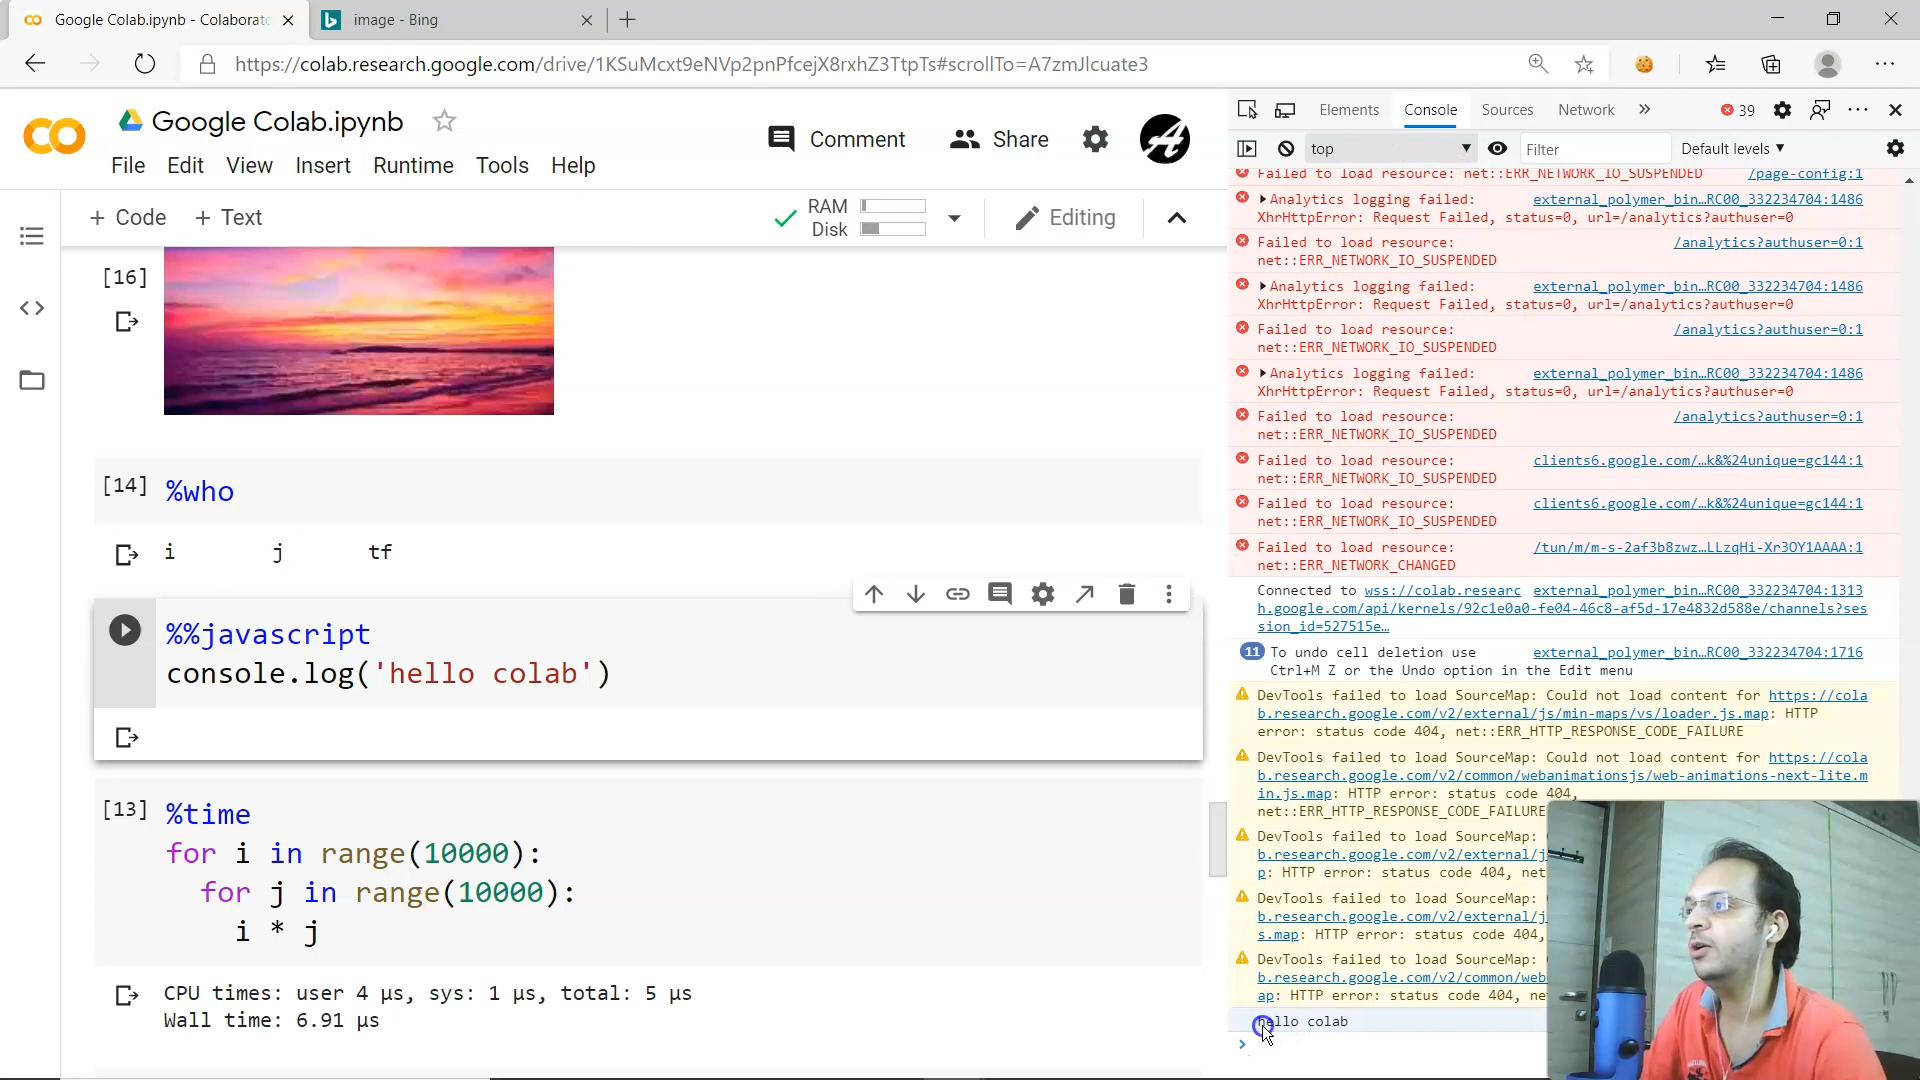 Google Colab.ipynb - Colaborato
image - Bing
https://colab.research.google.com/drive/1KSuMcxt9eNVp2pnPfcejX8rxhZ3TtpTs#scrollTo=A7zmJlcuate3
Google Colab.ipynb
Comment
Share
File Edit View Insert Runtime Tools Help
+ Code + Text
RAM
Disk
Editing
[16]
[14] %who
i j tf
%%javascript
console.log('hello colab')
[13] %time
for i in range(10000):
for j in range(10000):
i * j
CPU times: user 4 µs, sys: 1 µs, total: 5 µs
Wall time: 6.91 µs
Elements Console Sources Network » 39
top Filter Default levels
Failed to load resource: net::ERR_NETWORK_IO_SUSPENDED /page-config:1
Analytics logging failed: external_polymer_bin…RC00_332234704:1486
XhrHttpError: Request Failed, status=0, url=/analytics?authuser=0
Failed to load resource: /analytics?authuser=0:1
net::ERR_NETWORK_IO_SUSPENDED
Analytics logging failed: external_polymer_bin…RC00_332234704:1486
XhrHttpError: Request Failed, status=0, url=/analytics?authuser=0
Failed to load resource: /analytics?authuser=0:1
net::ERR_NETWORK_IO_SUSPENDED
Analytics logging failed: external_polymer_bin…RC00_332234704:1486
XhrHttpError: Request Failed, status=0, url=/analytics?authuser=0
Failed to load resource: /analytics?authuser=0:1
net::ERR_NETWORK_IO_SUSPENDED
Failed to load resource: clients6.google.com/…k&%24unique=gc144:1
net::ERR_NETWORK_IO_SUSPENDED
Failed to load resource: clients6.google.com/…k&%24unique=gc144:1
net::ERR_NETWORK_IO_SUSPENDED
Failed to load resource: /tun/m/m-s-2af3b8zwz…LLzqHi-Xr3OY1AAAA:1
net::ERR_NETWORK_CHANGED
Connected to wss://colab.researc external_polymer_bin…RC00_332234704:1313
h.google.com/api/kernels/92c1e0a0-fe04-46c8-af5d-17e4832d588e/channels?ses
sion_id=527515e…
11 To undo cell deletion use external_polymer_bin…RC00_332234704:1716
Ctrl+M Z or the Undo option in the Edit menu
DevTools failed to load SourceMap: Could not load content for https://cola
b.research.google.com/v2/external/js/min-maps/vs/loader.js.map: HTTP
error: status code 404, net::ERR_HTTP_RESPONSE_CODE_FAILURE
DevTools failed to load SourceMap: Could not load content for https://cola
b.research.google.com/v2/common/webanimationsjs/web-animations-next-lite.m
in.js.map: HTTP error: status code 404,
net::ERR_HTTP_RESPONSE_CODE_FAILURE
DevTools failed to load SourceMap:
b.research.google.com/v2/external/j
p: HTTP error: status code 404, net
DevTools failed to load SourceMap:
b.research.google.com/v2/external/j
s.map: HTTP error: status code 404,
DevTools failed to load SourceMap:
b.research.google.com/v2/common/web
ap: HTTP error: status code 404, ne
hello colab